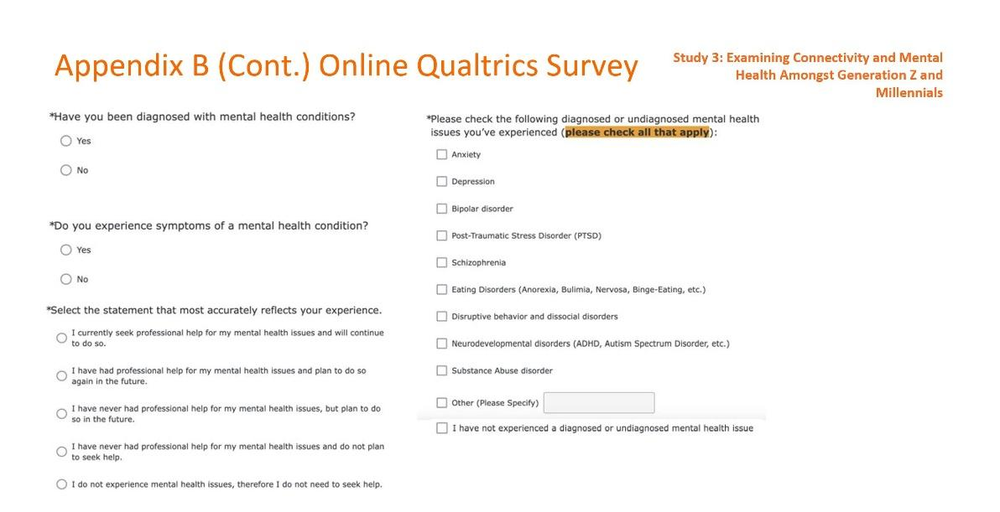 Appendix B (Cont.) Online Qualtrics Survey
Study 3: Examining Connectivity and Mental
Health Amongst Generation Z and
Millennials
*Have you been diagnosed with mental health conditions?
Yes
No
*Do you experience symptoms of a mental health condition?
Yes
No
*Select the statement that most accurately reflects your experience.
I currently seek professional help for my mental health issues and will continue
to do so.
I have had professional help for my mental health issues and plan to do so
again in the future.
I have never had professional help for my mental health issues, but plan to do
so in the future.
I have never had professional help for my mental health issues and do not plan
to seek help.
I do not experience mental health issues, therefore I do not need to seek help.
*Please check the following diagnosed or undiagnosed mental health
issues you've experienced (please check all that apply):
Anxiety
Depression
Bipolar disorder
Post-Traumatic Stress Disorder (PTSD)
Schizophrenia
Eating Disorders (Anorexia, Bulimia, Nervosa, Binge-Eating, etc.)
Disruptive behavior and dissocial disorders
Neurodevelopmental disorders (ADHD, Autism Spectrum Disorder, etc.)
Substance Abuse disorder
Other (Please Specify)
I have not experienced a diagnosed or undiagnosed mental health issue